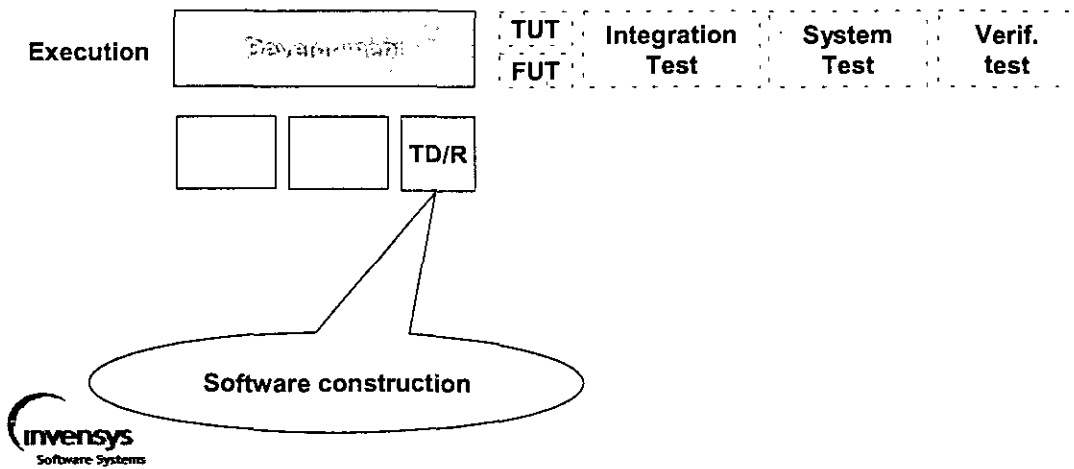 Execution
TUT
FUT
Integration
Test
System
Test
Verif.
test
TD/R
Software construction
invensys
Software Systems